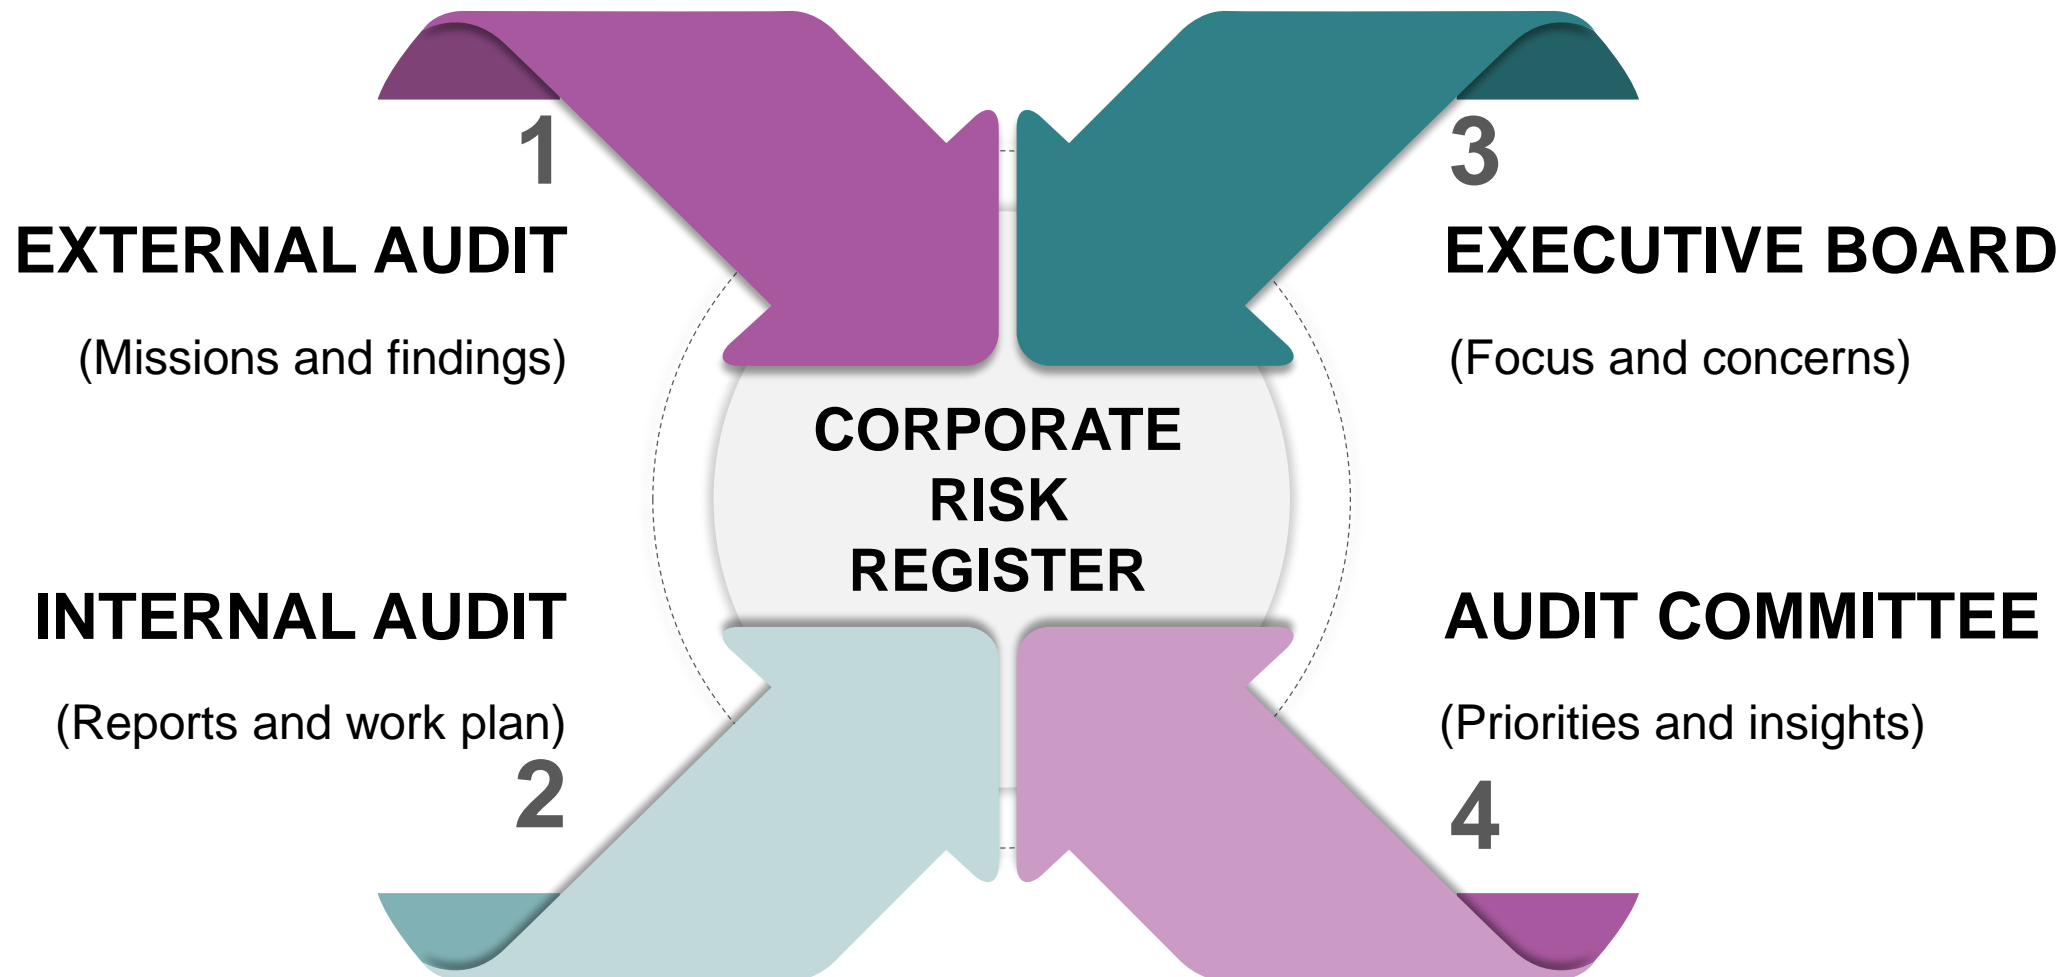 1
EXTERNAL AUDIT
(Missions and findings)
2
INTERNAL AUDIT
(Reports and work plan)
3
EXECUTIVE BOARD
(Focus and concerns)
4
AUDIT COMMITTEE
(Priorities and insights)
CORPORATE
RISK
REGISTER